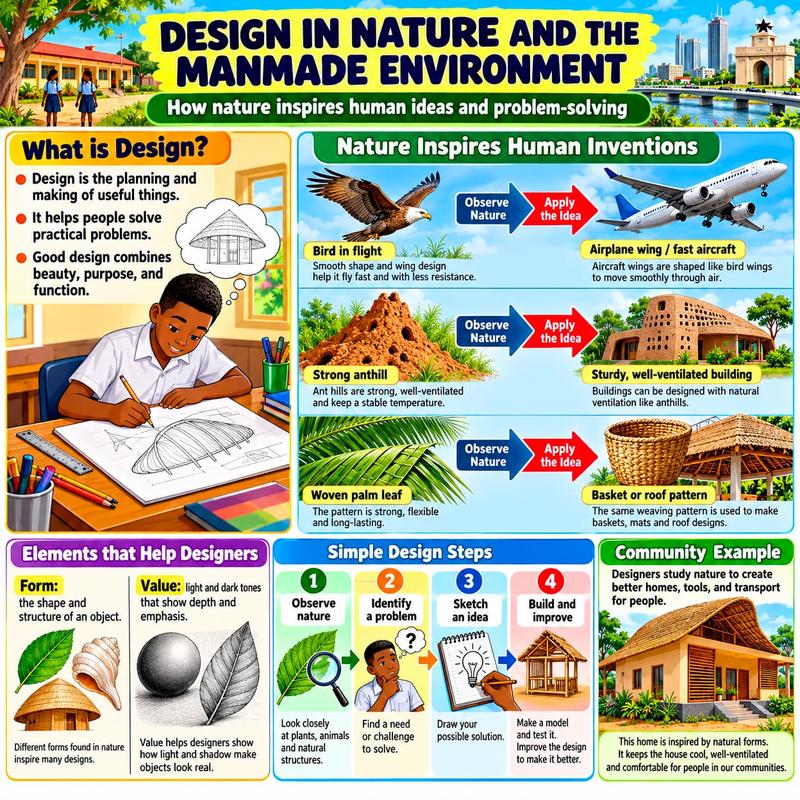 DESIGN IN NATURE AND THE
MANMADE ENVIRONMENT
How nature inspires human ideas and problem-solving
What is Design?
Design is the planning and
making of useful things.
It helps people solve
practical problems.
Good design combines
beauty, purpose, and
function.
Nature Inspires Human Inventions
Observe
Nature
Apply
the Idea
Bird in flight
Smooth shape and wing design
help it fly fast and with less resistance.
Airplane wing / fast aircraft
Aircraft wings are shaped like bird wings
to move smoothly through air.
Observe
Nature
Apply
the Idea
Strong anthill
Ant hills are strong, well-ventilated
and keep a stable temperature.
Sturdy, well-ventilated building
Buildings can be designed with natural
ventilation like anthills.
Observe
Nature
Apply
the Idea
Woven palm leaf
The pattern is strong, flexible
and long-lasting.
Basket or roof pattern
The same weaving pattern is used to make
baskets, mats and roof designs.
Elements that Help Designers
Form:
the shape and
structure of an object.
Different forms found in nature
inspire many designs.
Value: light and dark tones
that show depth and
emphasis.
Value helps designers show
how light and shadow make
objects look real.
Simple Design Steps
1
Observe
nature
Look closely
at plants, animals
and natural
structures.
2
Identify
a problem
?
Find a need
or challenge
to solve.
3
Sketch
an idea
Draw your
possible solution.
4
Build and
improve
Make a model
and test it.
Improve the design
to make it better.
Community Example
Designers study nature to create
better homes, tools, and transport
for people.
This home is inspired by natural forms.
It keeps the house cool, well-ventilated
and comfortable for people in our communities.